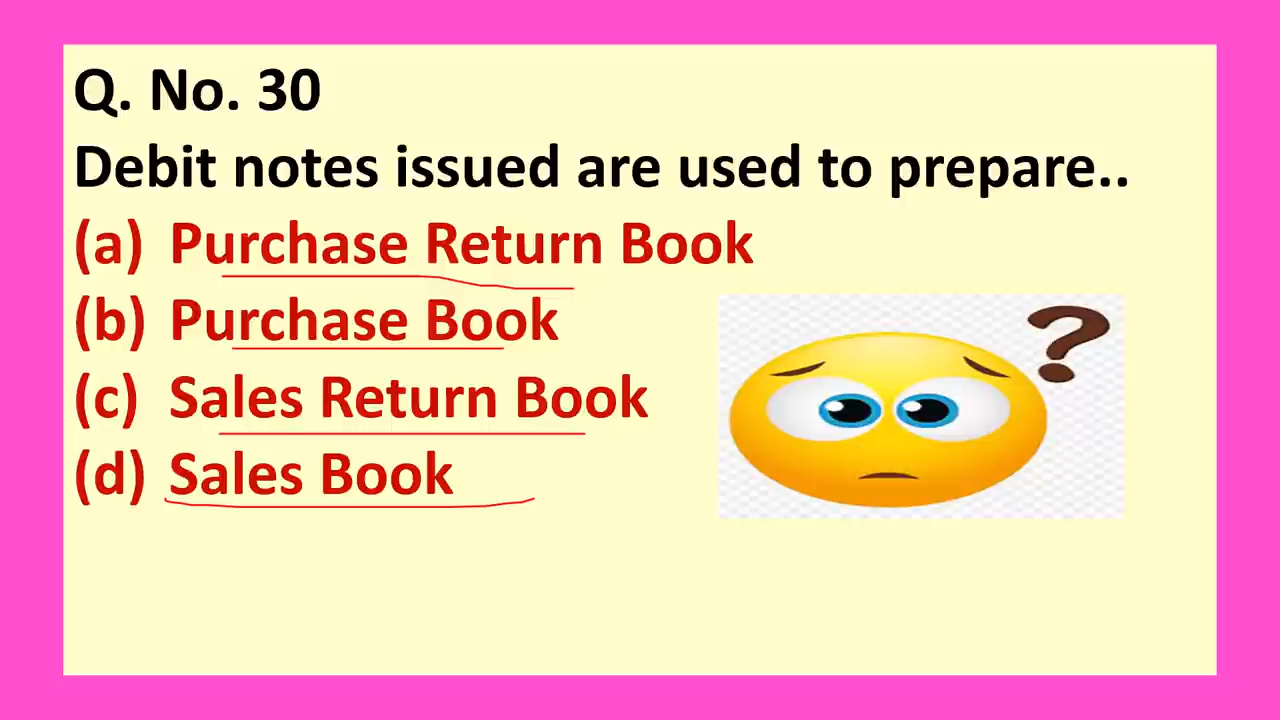 Q. No. 30
Debit notes issued are used to prepare..
(a) Purchase Return Book
(b) Purchase Book
(c) Sales Return Book
(d) Sales Book
?